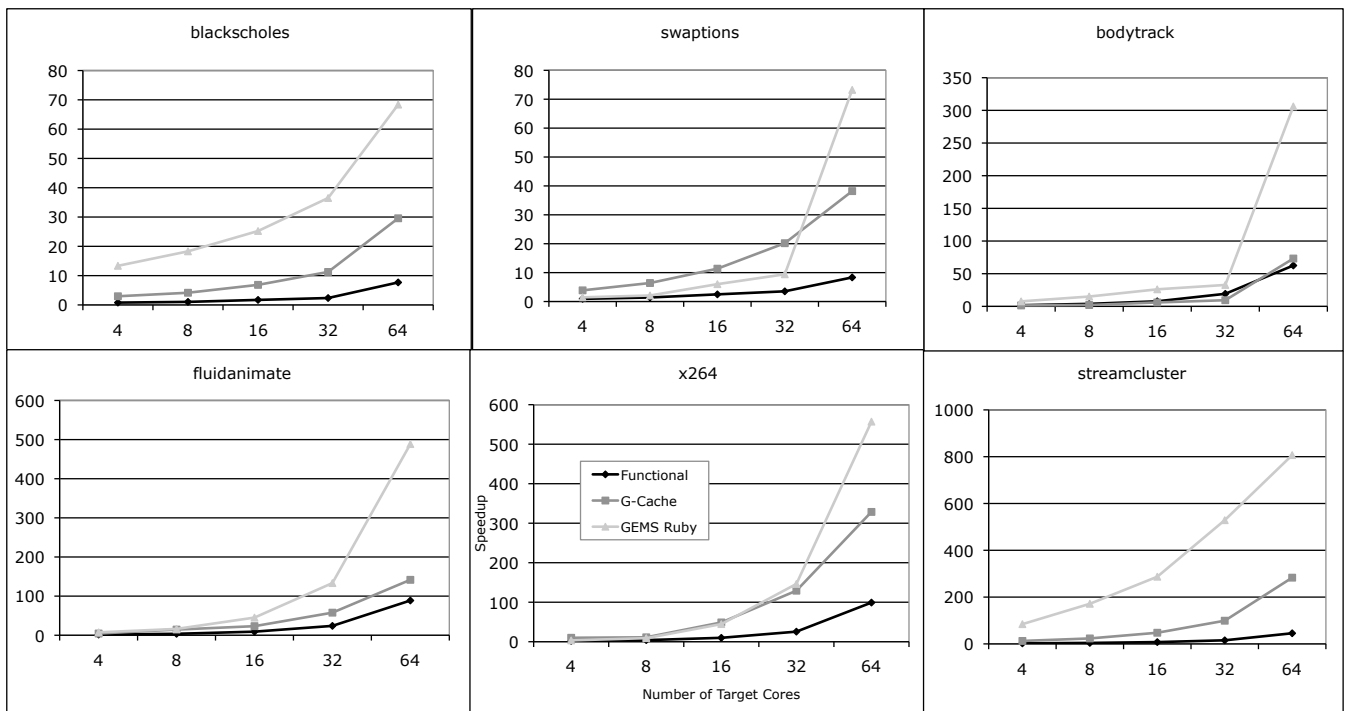 blackscholes
80
70
60
50
40
30
20
10
0
4 8 16 32 64
swaptions
80
70
60
50
40
30
20
10
0
4 8 16 32 64
bodytrack
350
300
250
200
150
100
50
0
4 8 16 32 64
fluidanimate
600
500
400
300
200
100
0
4 8 16 32 64
x264
600
500
400
300
200
100
0
Speedup
Functional
G-Cache
GEMS Ruby
4 8 16 32 64
Number of Target Cores
streamcluster
1000
800
600
400
200
0
4 8 16 32 64